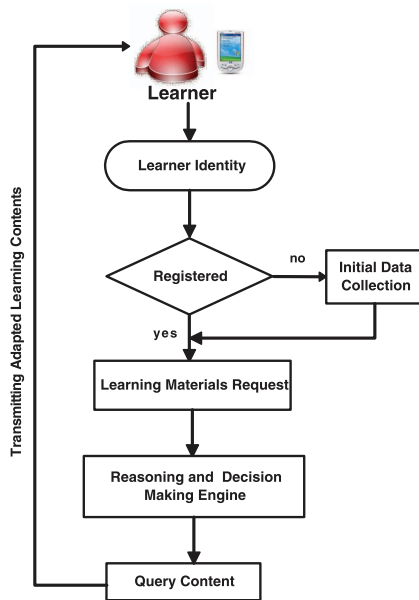 Learner
Learner Identity
Registered
no
Initial Data
Collection
yes
Learning Materials Request
Reasoning and Decision
Making Engine
Query Content
Transmitting Adapted Learning Contents